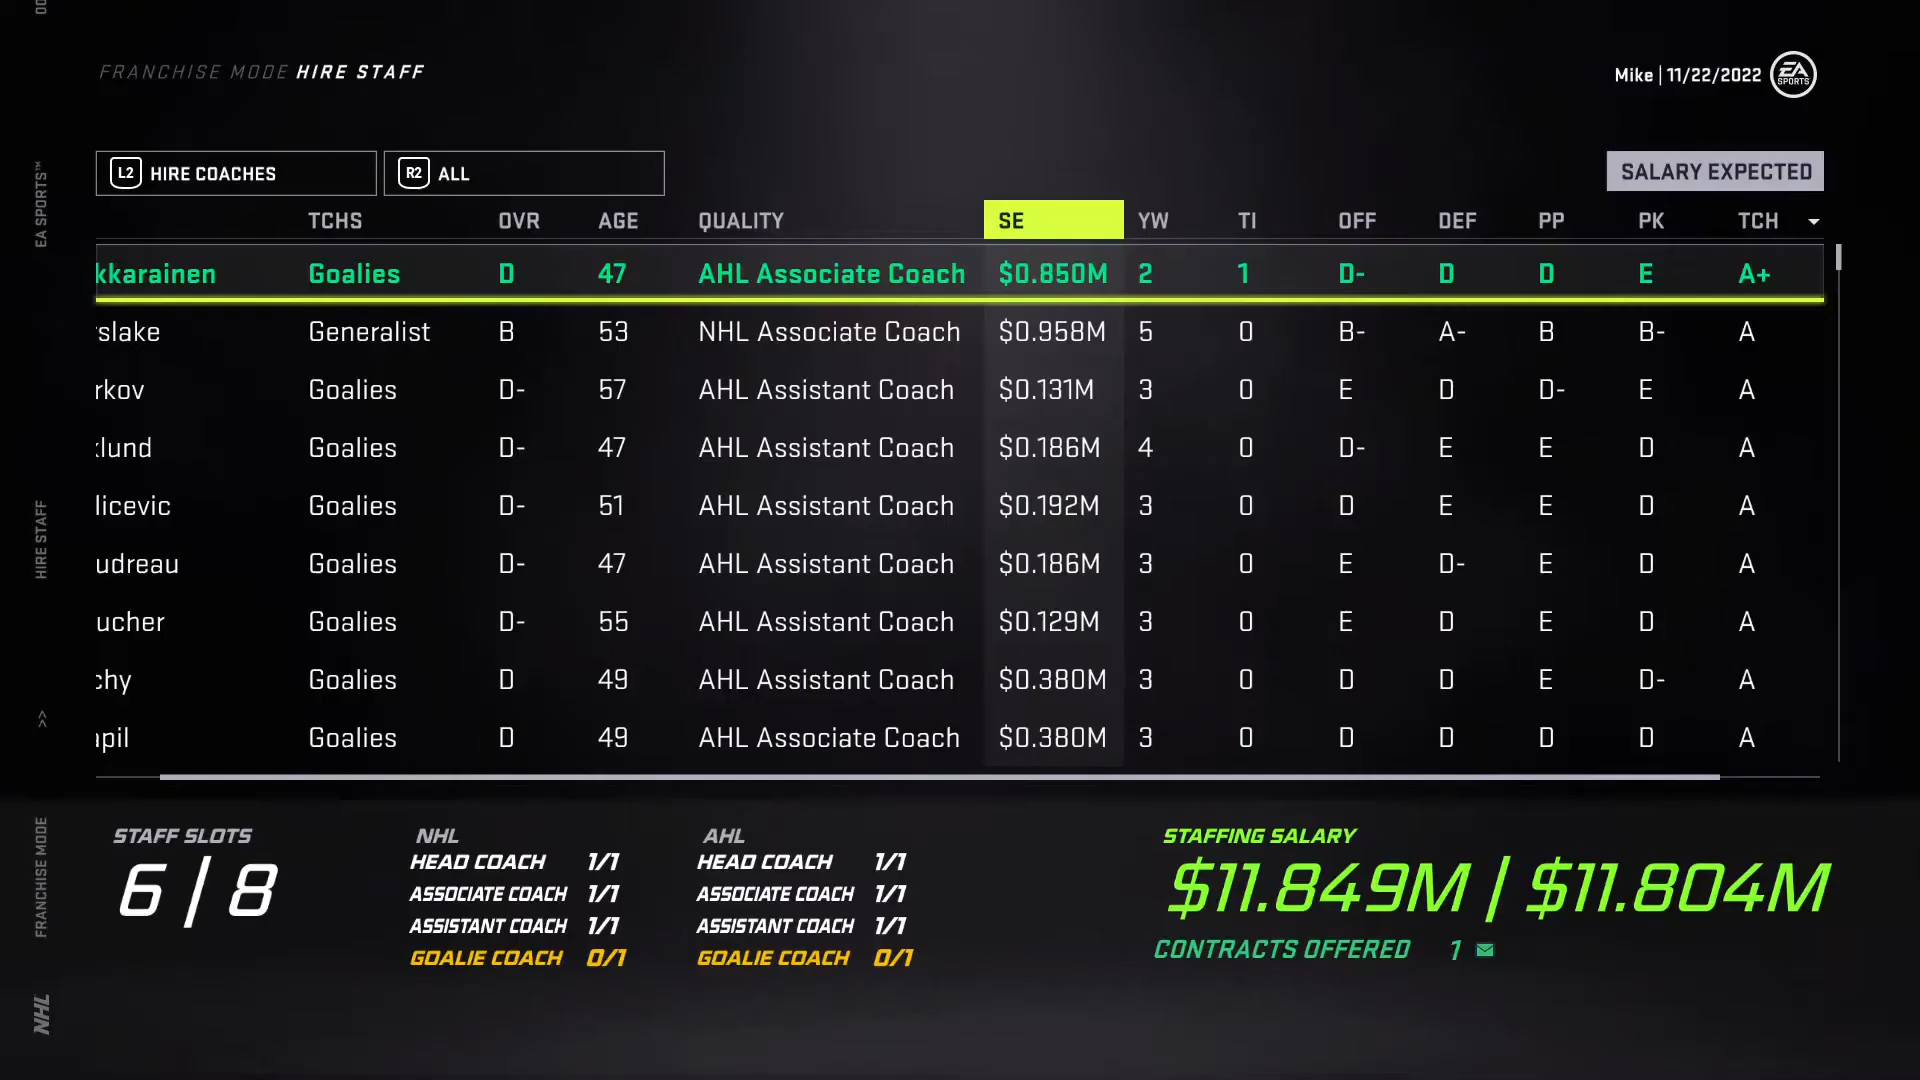 FRANCHISE MODE HIRE STAFF
Mike | 11/22/2022
EA SPORTS
L2 HIRE COACHES
R2 ALL
SALARY EXPECTED
TCHS OVR AGE QUALITY SE YW TI OFF DEF PP PK TCH
kkarainen Goalies D 47 AHL Associate Coach $0.850M 2 1 D- D D E A+
rslake Generalist B 53 NHL Associate Coach $0.958M 5 0 B- A- B B- A
rkov Goalies D- 57 AHL Assistant Coach $0.131M 3 0 E D D- E A
klund Goalies D- 47 AHL Assistant Coach $0.186M 4 0 D- E E D A
licevic Goalies D- 51 AHL Assistant Coach $0.192M 3 0 D E E D A
udreau Goalies D- 47 AHL Assistant Coach $0.186M 3 0 E D- E D A
ucher Goalies D- 55 AHL Assistant Coach $0.129M 3 0 E D E D A
chy Goalies D 49 AHL Assistant Coach $0.380M 3 0 D D E D- A
apil Goalies D 49 AHL Associate Coach $0.380M 3 0 D D D D A
STAFF SLOTS
6 / 8
NHL
HEAD COACH 1/1
ASSOCIATE COACH 1/1
ASSISTANT COACH 1/1
GOALIE COACH 0/1
AHL
HEAD COACH 1/1
ASSOCIATE COACH 1/1
ASSISTANT COACH 1/1
GOALIE COACH 0/1
STAFFING SALARY
$11.849M | $11.804M
CONTRACTS OFFERED 1
EA SPORTS™
HIRE STAFF
>>
FRANCHISE MODE
NHL